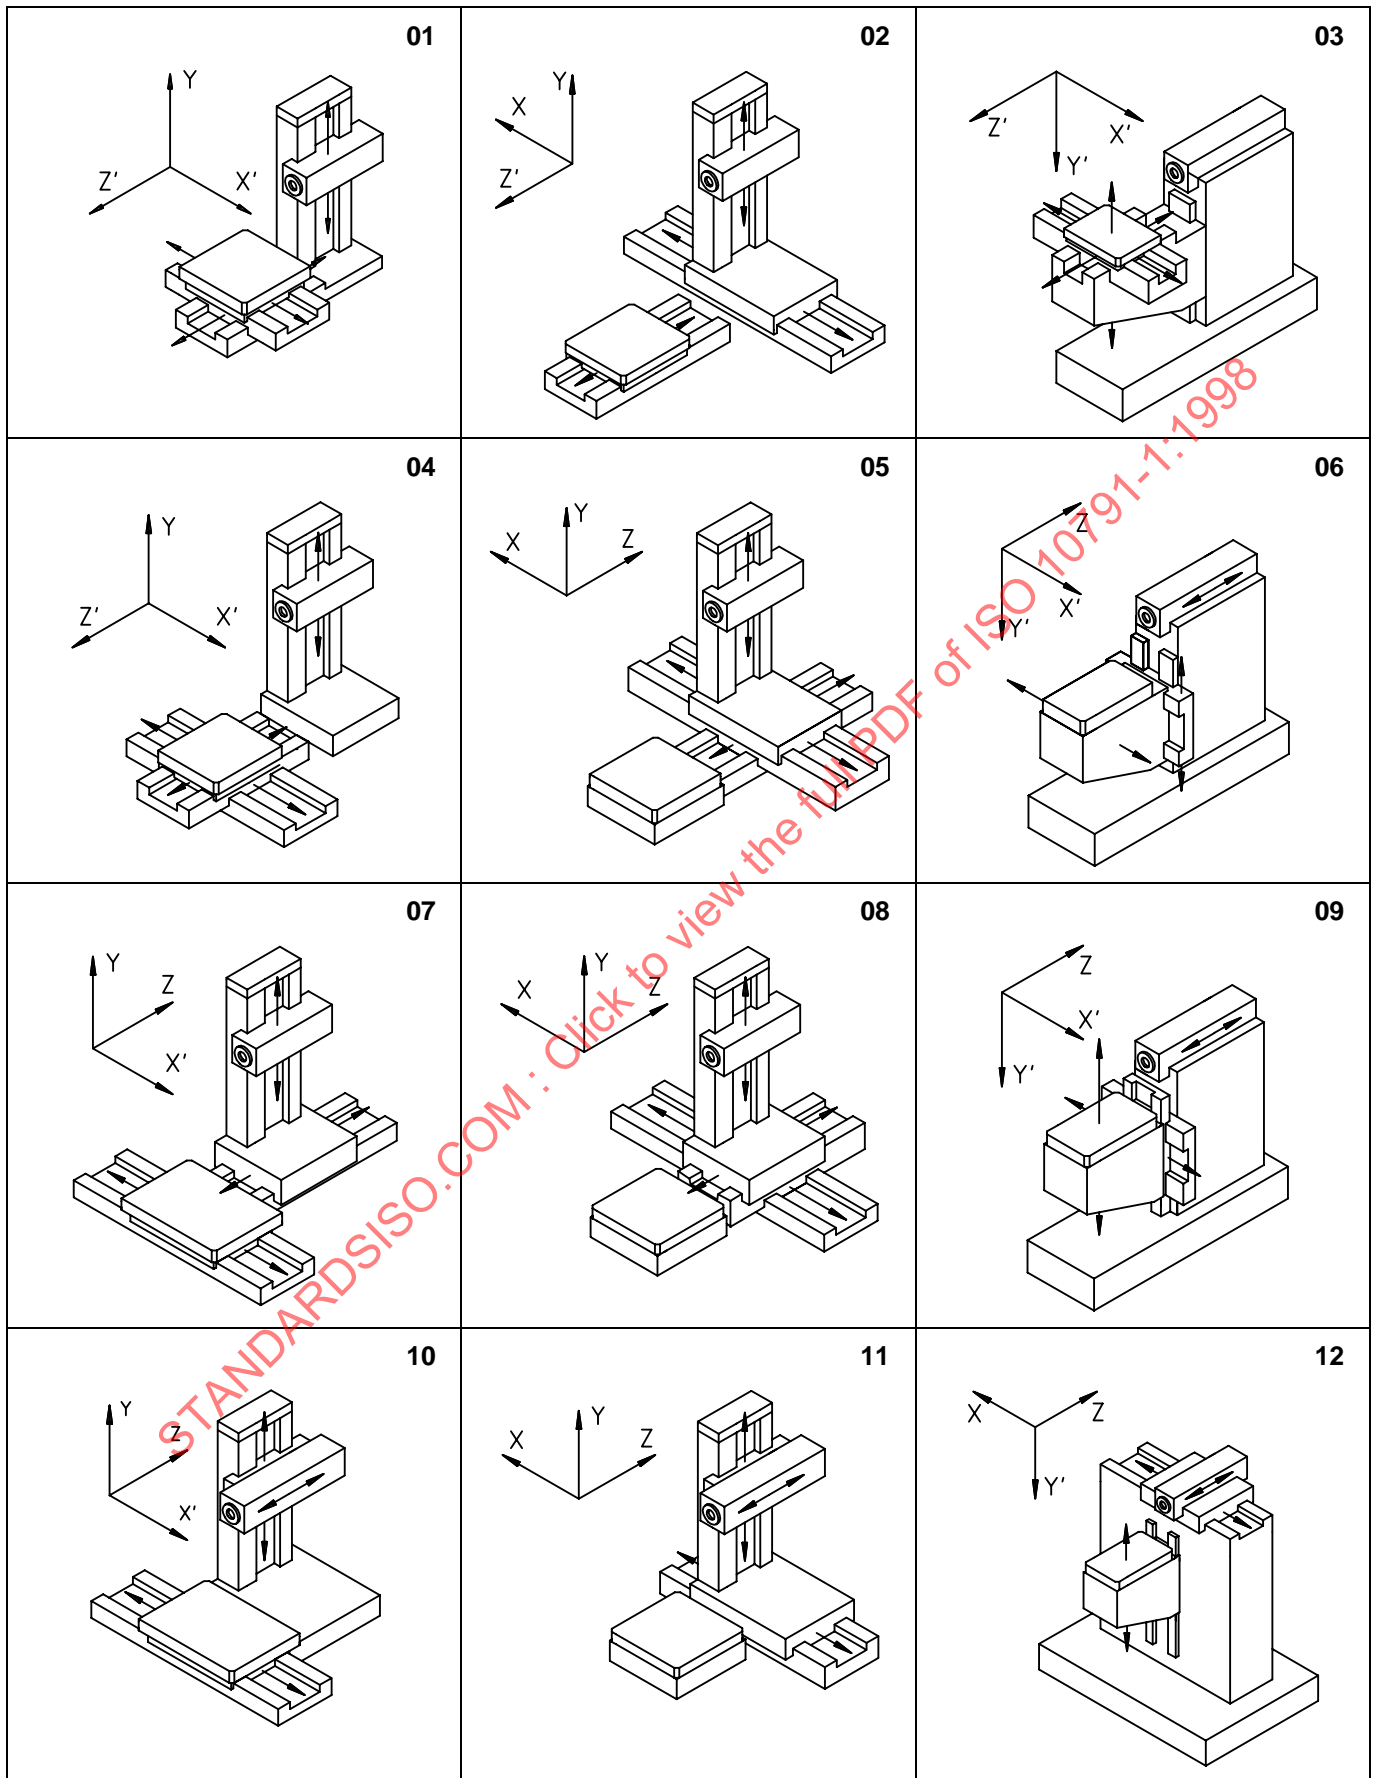 01
Y
Z'
X'
02
Y
X
Z'
03
Z'
X'
Y'
04
Y
Z'
X'
05
Y
X
Z
06
Z
X'
Y'
07
Y
Z
X'
08
Y
X
Z
09
Z
X'
Y'
10
Y
Z
X'
11
Y
X
Z
12
X
Z
Y'
STANDARDSISO.COM : Click to view the full PDF of ISO 10791-1:1998